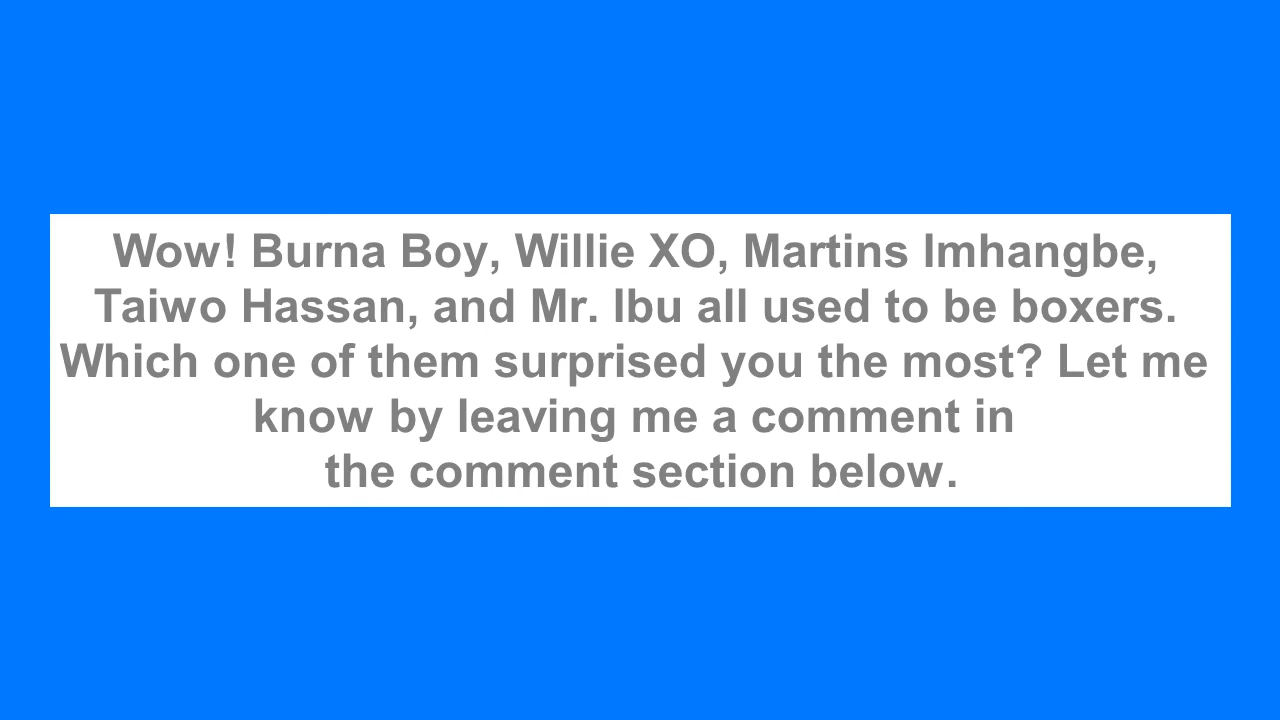 Wow! Burna Boy, Willie XO, Martins Imhangbe,
Taiwo Hassan, and Mr. Ibu all used to be boxers.
Which one of them surprised you the most? Let me
know by leaving me a comment in
the comment section below.